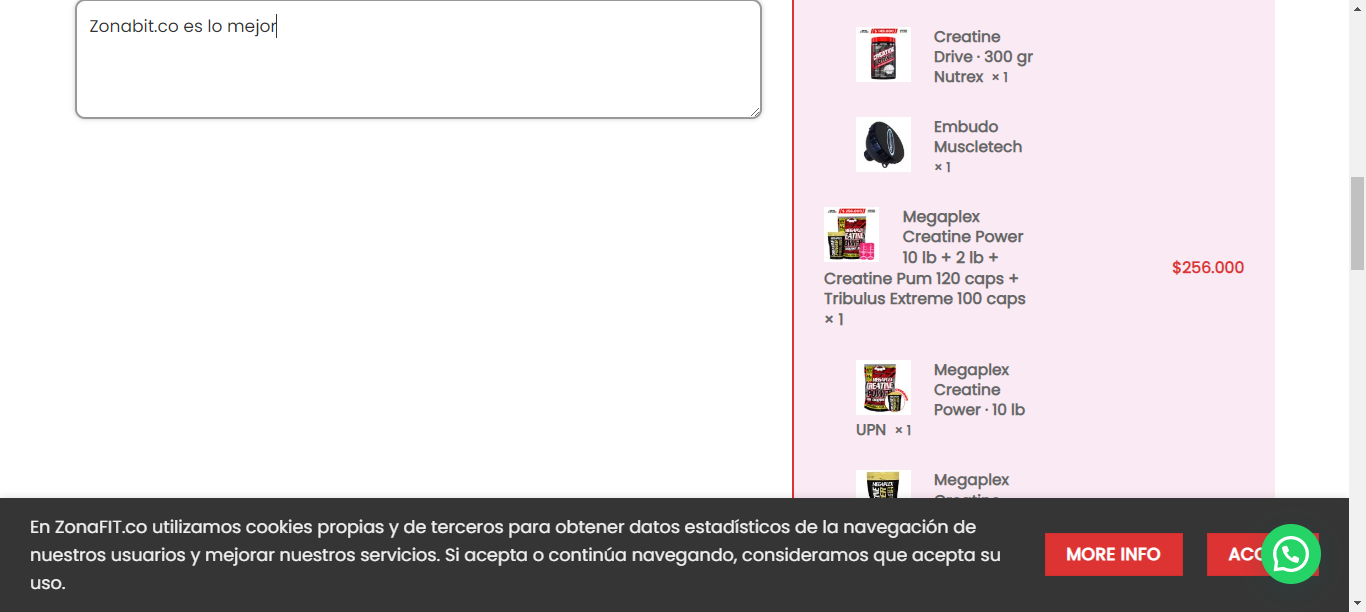 Zonabit.co es lo mejor
Creatine
Drive · 300 gr
Nutrex × 1
Embudo
Muscletech
× 1
Megaplex
Creatine Power
10 lb + 2 lb +
Creatine Pum 120 caps +
Tribulus Extreme 100 caps
× 1
$256.000
Megaplex
Creatine
Power · 10 lb
UPN × 1
Megaplex
Creatine
En ZonaFIT.co utilizamos cookies propias y de terceros para obtener datos estadísticos de la navegación de
nuestros usuarios y mejorar nuestros servicios. Si acepta o continúa navegando, consideramos que acepta su
uso.
MORE INFO